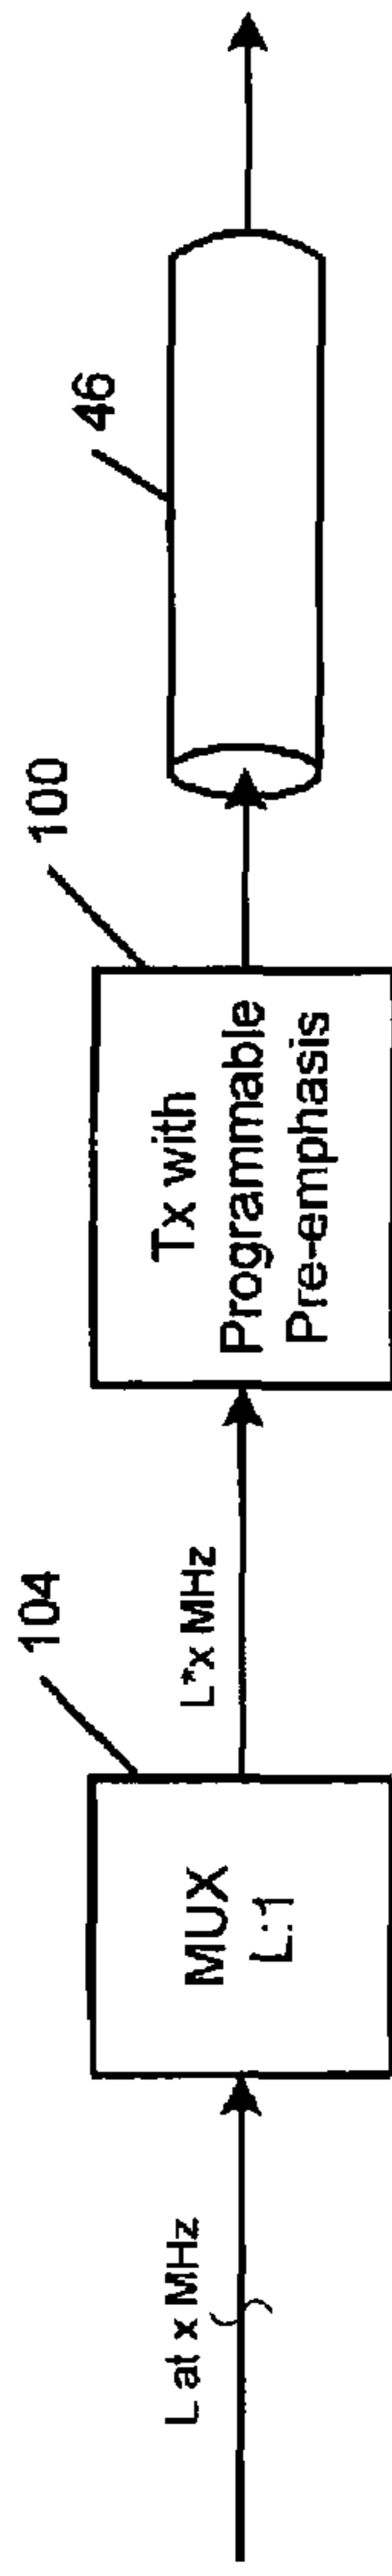 L at x MHz
MUX
L:1
104
L*x MHz
Tx with
Programmable
Pre-emphasis
100
46